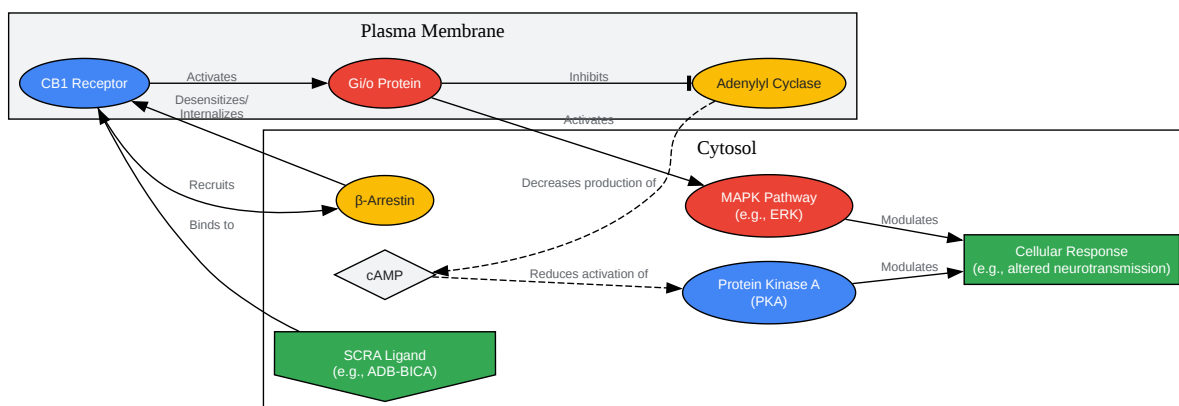 Plasma Membrane
CB1 Receptor
Activates
Gi/o Protein
Inhibits
Adenylyl Cyclase
Desensitizes/
Internalizes
Activates
Cytosol
Recruits
β-Arrestin
Decreases production of
MAPK Pathway
(e.g., ERK)
Modulates
Binds to
Cellular Response
(e.g., altered neurotransmission)
cAMP
Reduces activation of
Protein Kinase A
(PKA)
Modulates
SCRA Ligand
(e.g., ADB-BICA)